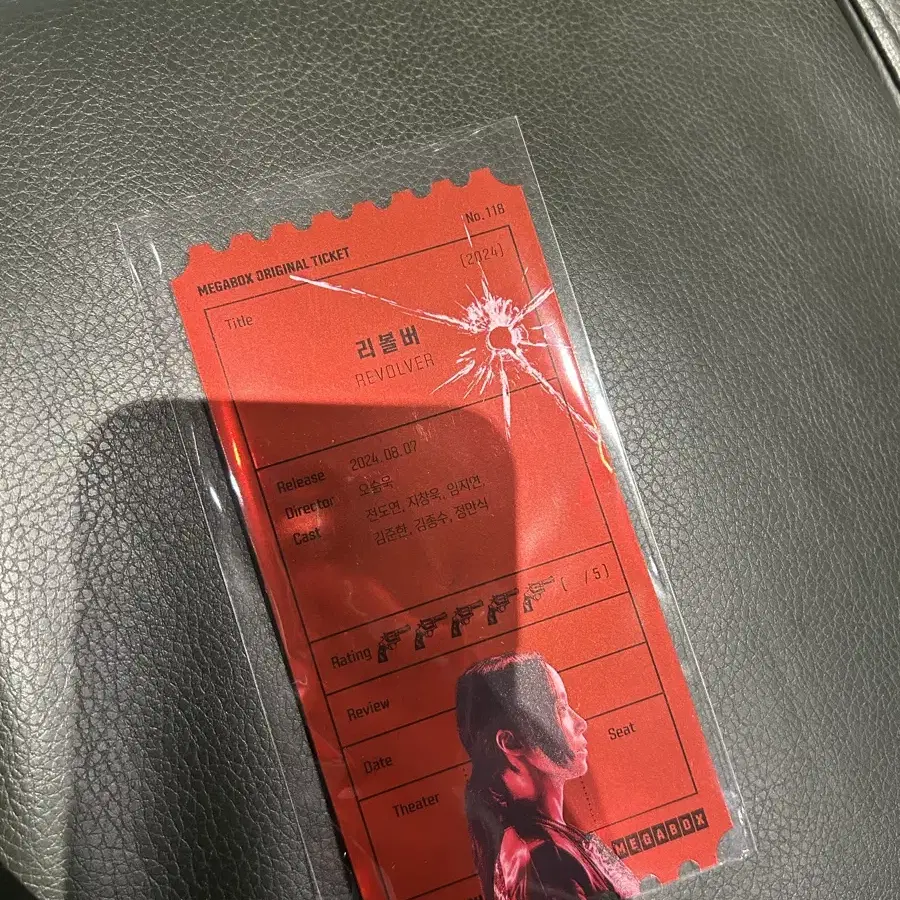 No.118
MEGABOX ORIGINAL TICKET
(2024)
Title
리볼버
REVOLVER
Release 2024.08.07
Director 오승욱
Cast 전도연, 지창욱, 임지연,
김준한, 김종수, 정만식
Rating ( /5)
Review
Date
Seat
Theater
MEGABOX